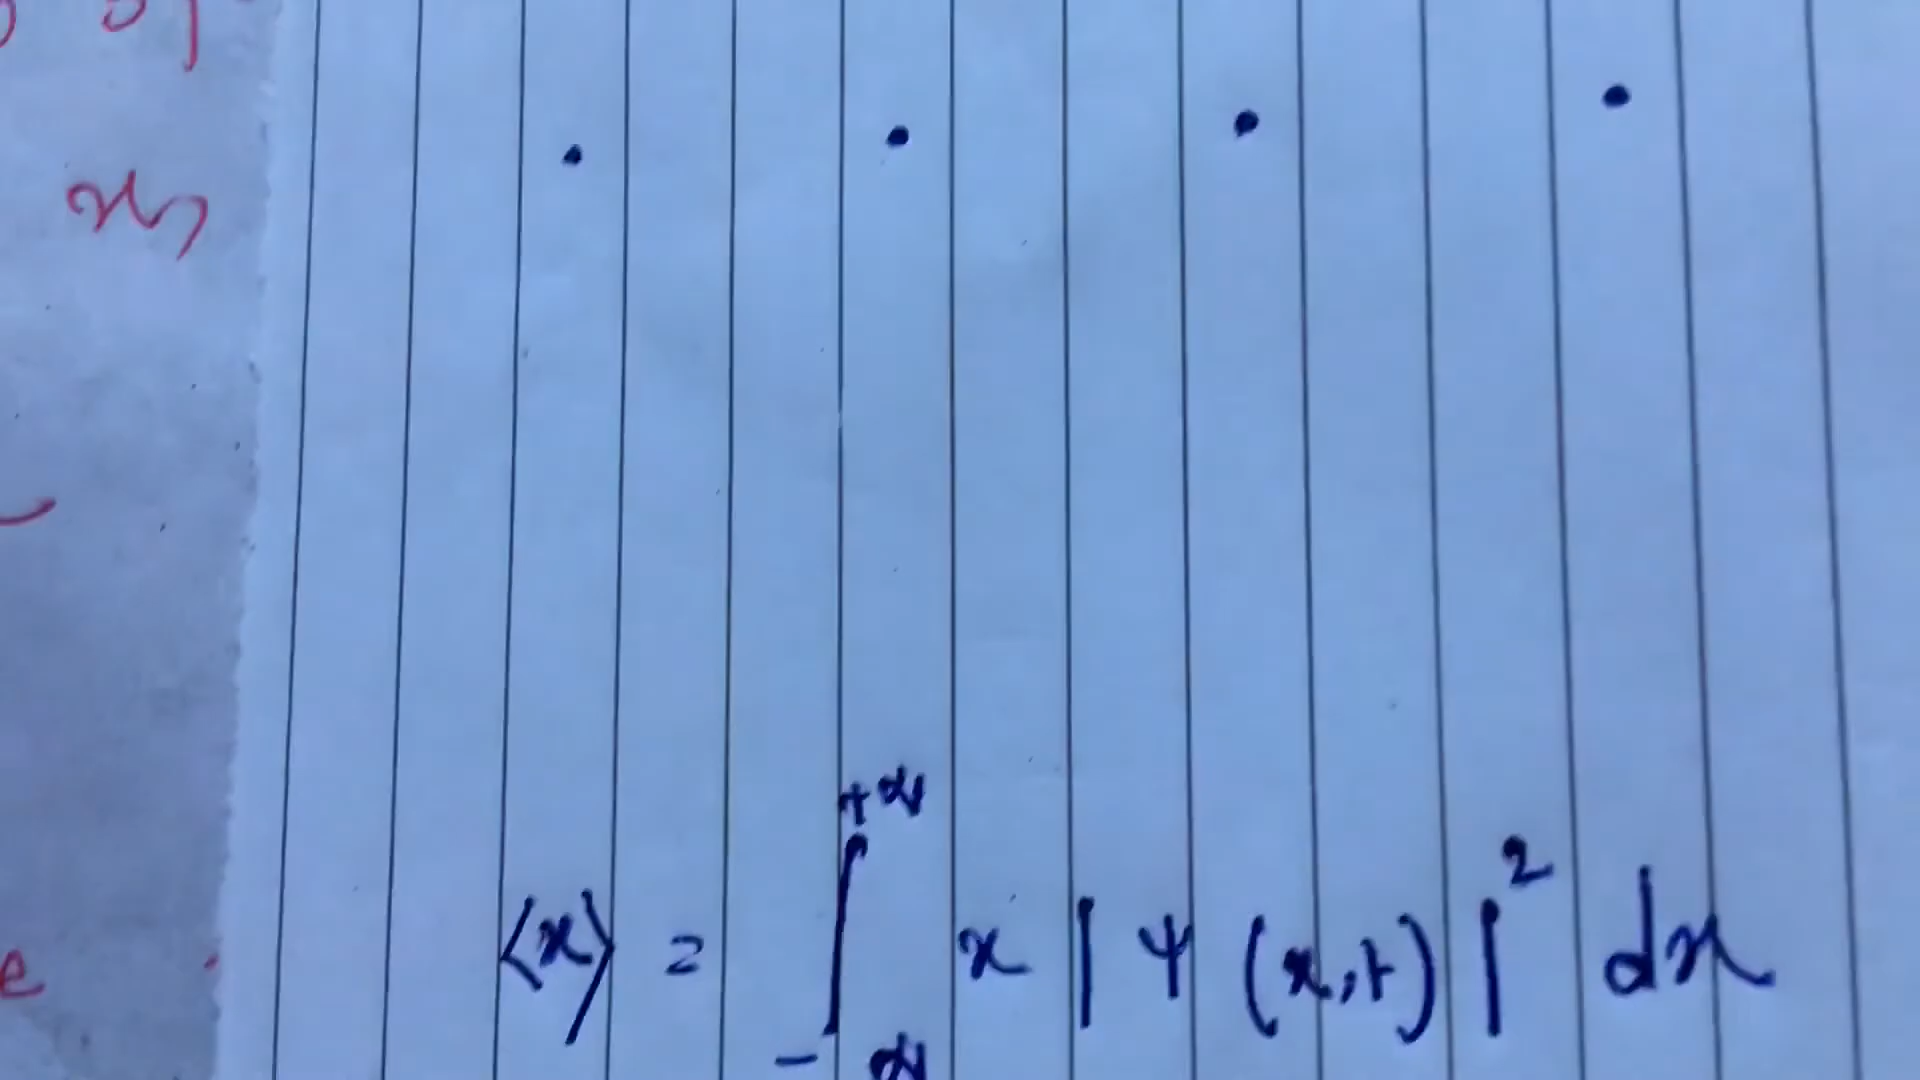 x
⟨x⟩ = ∫_{-∞}^{+∞} x |ψ(x,t)|² dx
e